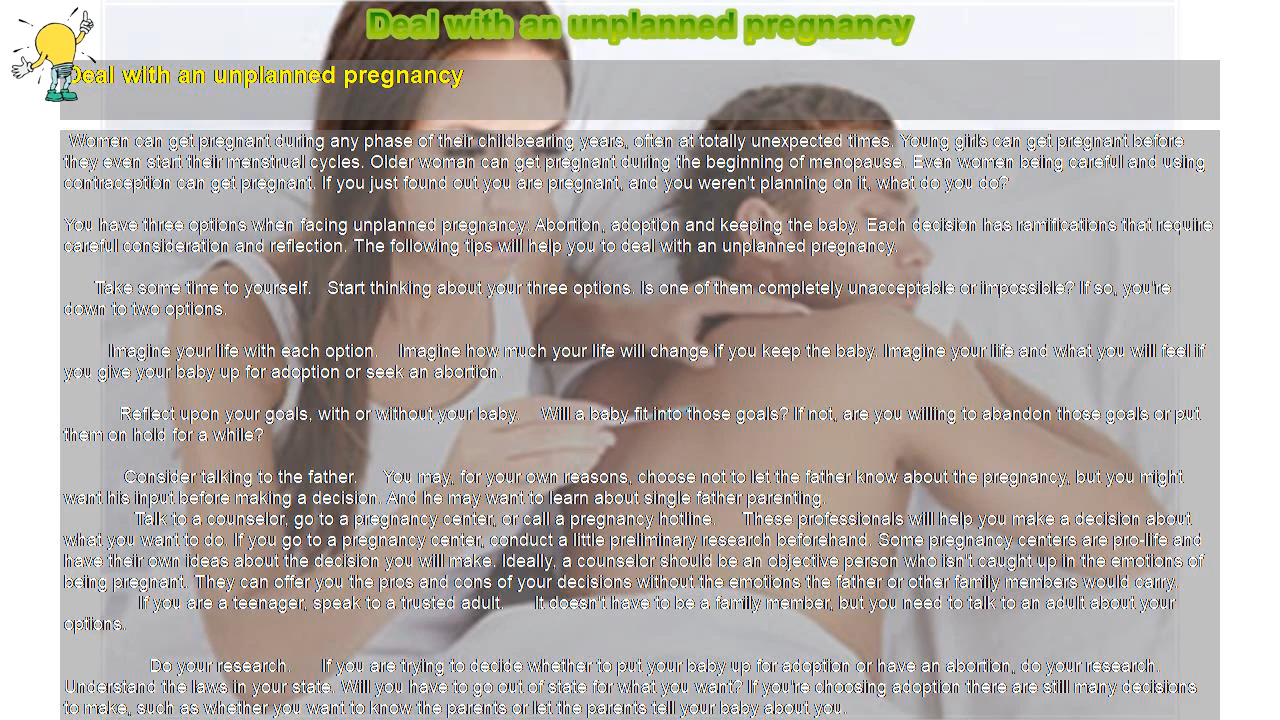 Deal with an unplanned pregnancy
Deal with an unplanned pregnancy
Women can get pregnant during any phase of their childbearing years, often at totally unexpected times. Young girls can get pregnant before
they even start their menstrual cycles. Older woman can get pregnant during the beginning of menopause. Even women being careful and using
contraception can get pregnant. If you just found out you are pregnant, and you weren't planning on it, what do you do?
You have three options when facing unplanned pregnancy: Abortion, adoption and keeping the baby. Each decision has ramifications that require
careful consideration and reflection. The following tips will help you to deal with an unplanned pregnancy.
Take some time to yourself. Start thinking about your three options. Is one of them completely unacceptable or impossible? If so, you're
down to two options.
Imagine your life with each option. Imagine how much your life will change if you keep the baby. Imagine your life and what you will feel if
you give your baby up for adoption or seek an abortion.
Reflect upon your goals, with or without your baby. Will a baby fit into those goals? If not, are you willing to abandon those goals or put
them on hold for a while?
Consider talking to the father. You may, for your own reasons, choose not to let the father know about the pregnancy, but you might
want his input before making a decision. And he may want to learn about single father parenting.
Talk to a counselor, go to a pregnancy center, or call a pregnancy hotline. These professionals will help you make a decision about
what you want to do. If you go to a pregnancy center, conduct a little preliminary research beforehand. Some pregnancy centers are pro-life and
have their own ideas about the decision you will make. Ideally, a counselor should be an objective person who isn't caught up in the emotions of
being pregnant. They can offer you the pros and cons of your decisions without the emotions the father or other family members would carry.
If you are a teenager, speak to a trusted adult. It doesn't have to be a family member, but you need to talk to an adult about your
options.
Do your research. If you are trying to decide whether to put your baby up for adoption or have an abortion, do your research.
Understand the laws in your state. Will you have to go out of state for what you want? If you're choosing adoption there are still many decisions
to make, such as whether you want to know the parents or let the parents tell your baby about you.